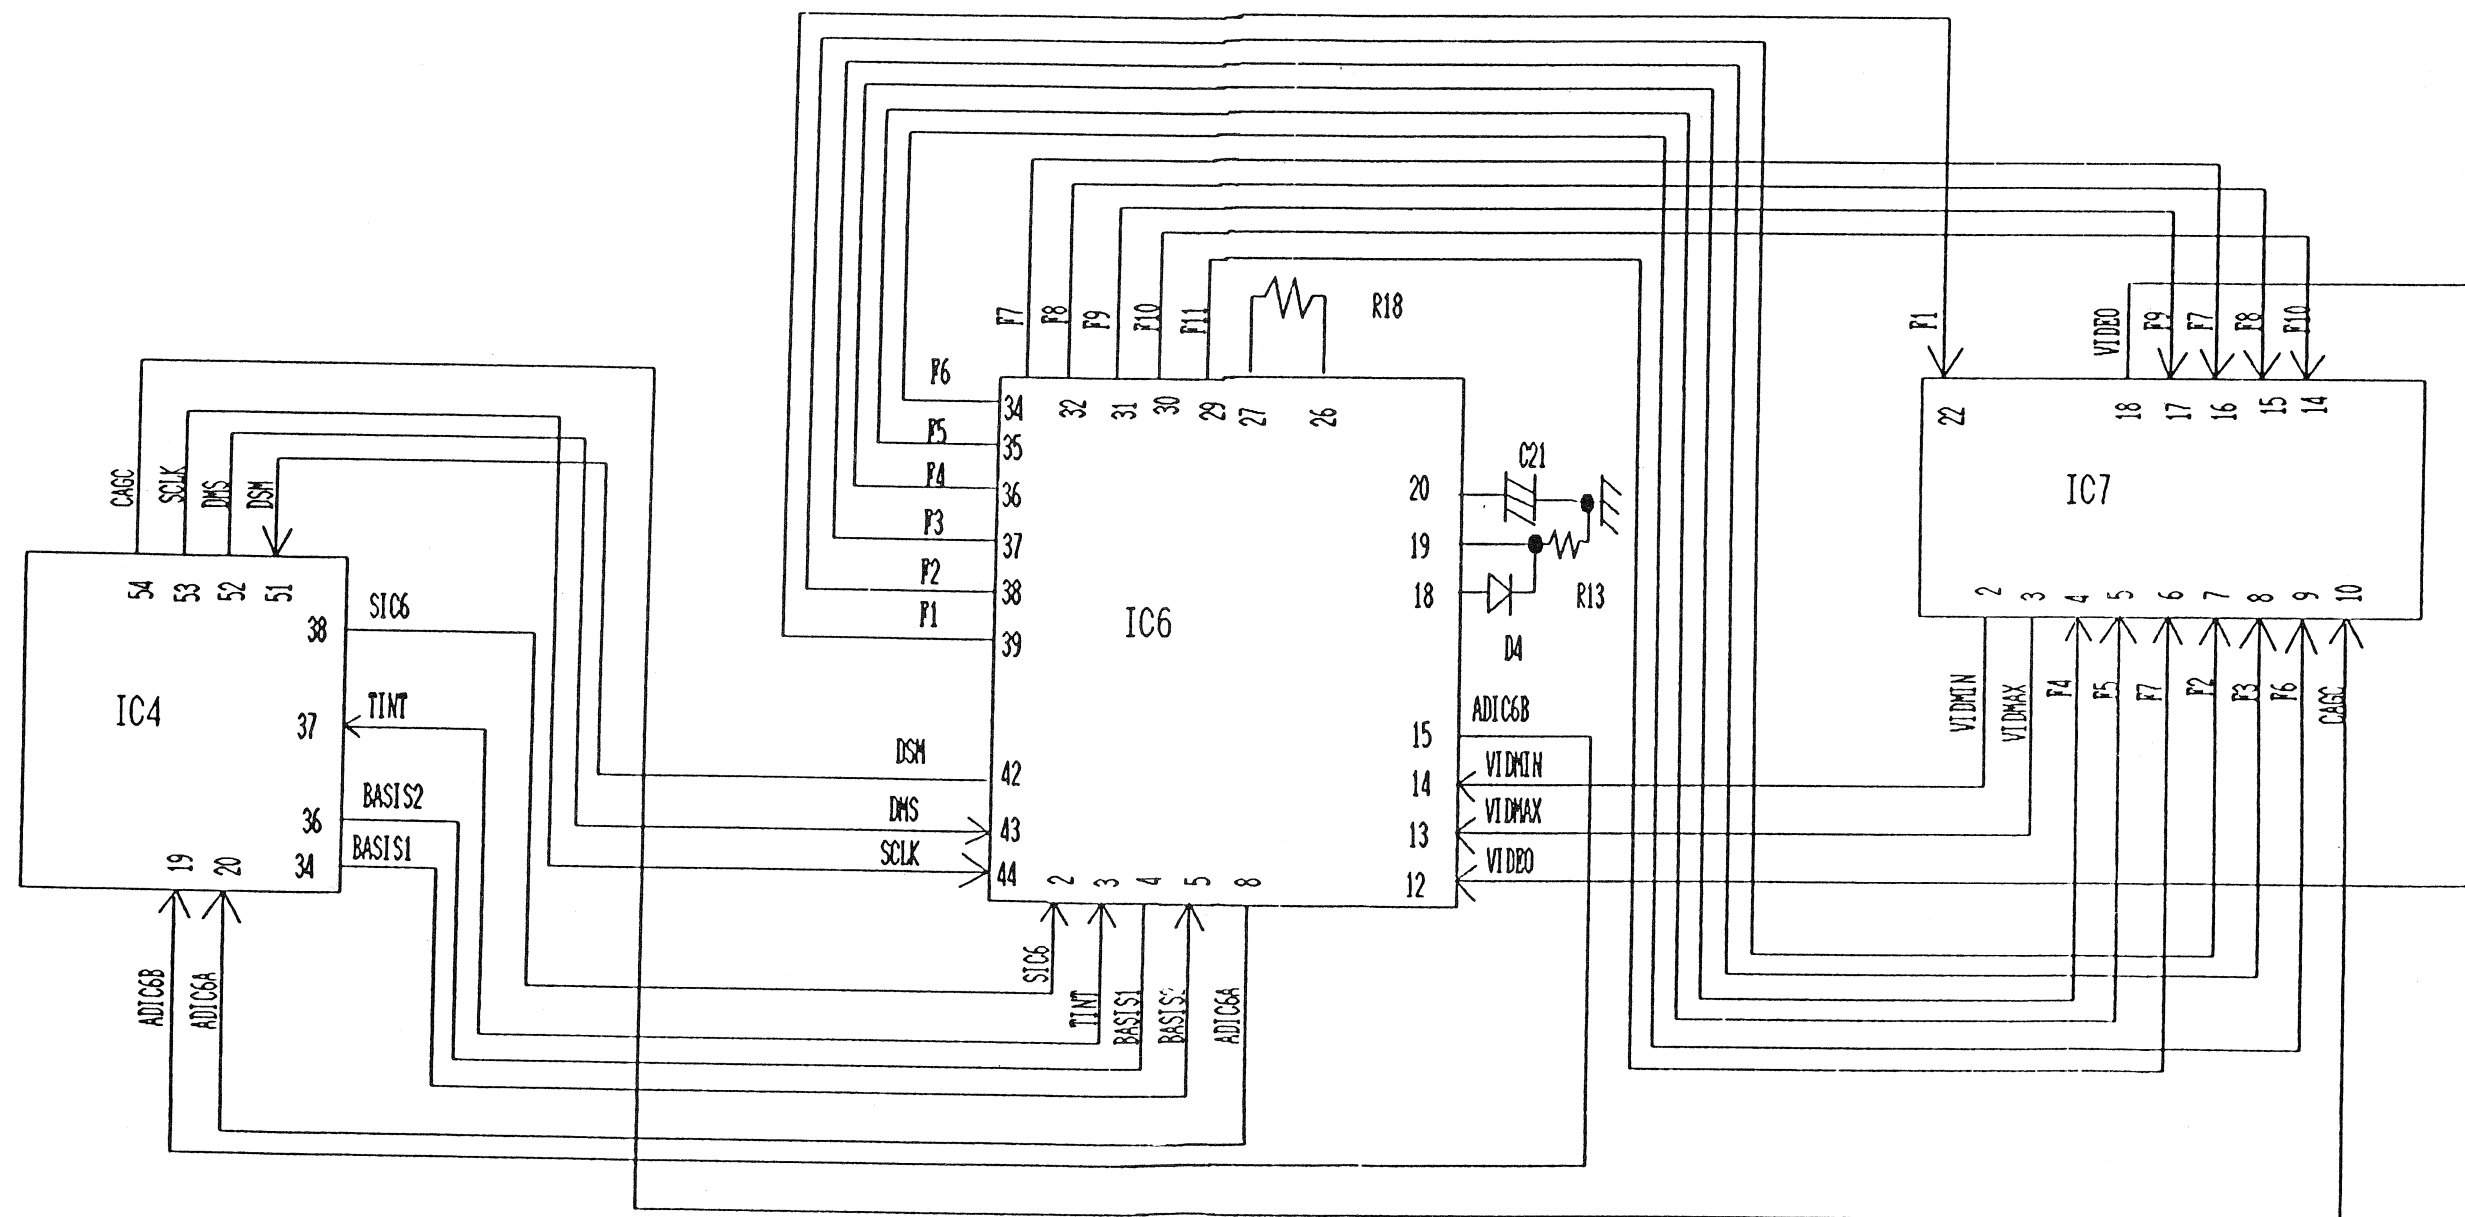 F1
VIDEO
F9
F7
F8
F10
F7
F8
F9
F10
F11
R18
F6
34
32
31
30
29
27
26
22
18
17
16
15
14
F5
35
CAGC
SCLK
DMS
DSM
F4
36
20
C21
IC7
F3
37
19
F2
38
18
R13
F1
39
IC6
D4
54
53
52
51
38
SIC6
2
3
4
5
6
7
8
9
10
IC4
37
TINT
ADIC6B
15
VIDMIN
VIDMAX
F4
F5
F7
F2
F3
F6
CAGC
DSM
42
14
VIDMIN
BASIS2
36
DMS
43
13
VIDMAX
BASIS1
34
19
20
SCLK
44
2
3
4
5
8
12
VIDEO
ADIC6B
ADIC6A
SIC6
TINT
BASIS1
BASIS2
ADIC6A